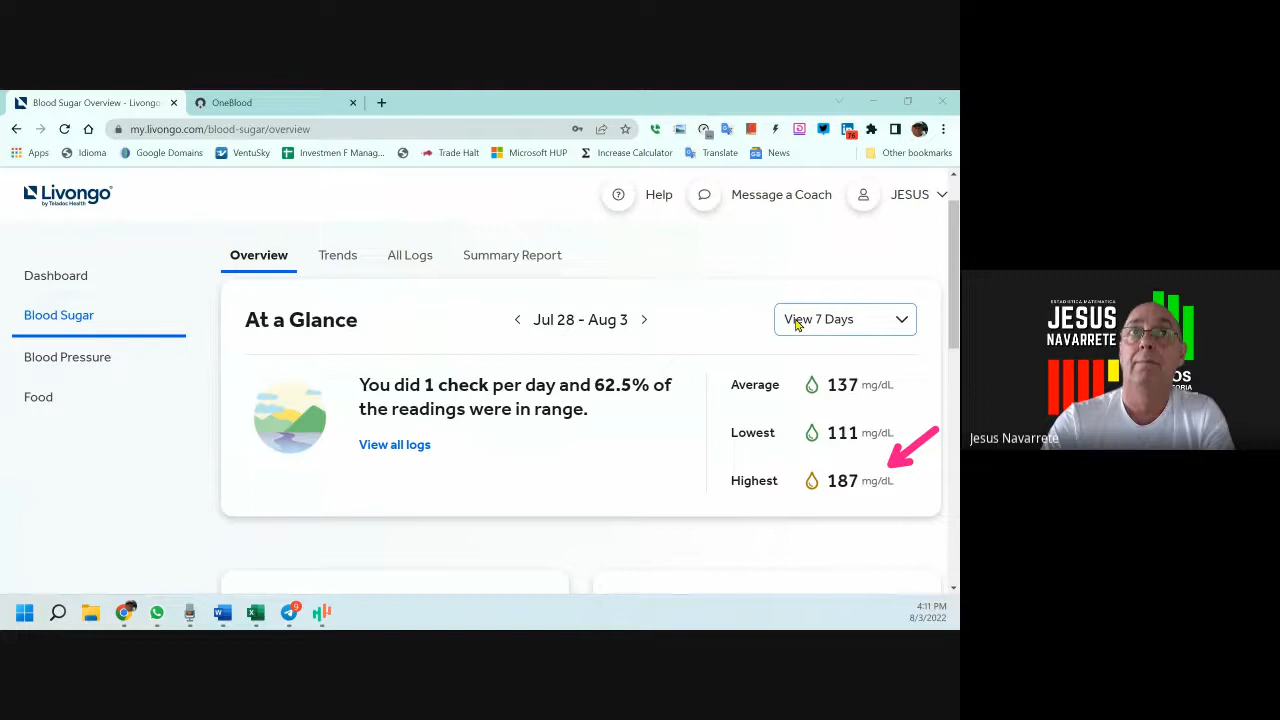 Blood Sugar Overview - Livongo
OneBlood
my.livongo.com/blood-sugar/overview
76
Apps
Idioma
Google Domains
VentuSky
Investmen F Manag...
Trade Halt
Microsoft HUP
Increase Calculator
Translate
News
Other bookmarks
Livongo
by Teladoc Health
Help
Message a Coach
JESUS
Dashboard
Blood Sugar
Blood Pressure
Food
Overview
Trends
All Logs
Summary Report
At a Glance
Jul 28 - Aug 3
View 7 Days
You did 1 check per day and 62.5% of
the readings were in range.
View all logs
Average 137 mg/dL
Lowest 111 mg/dL
Highest 187 mg/dL
9
4:11 PM
8/3/2022
ESTADISTICA MATEMATICA
JESUS
NAVARRETE
Jesus Navarrete